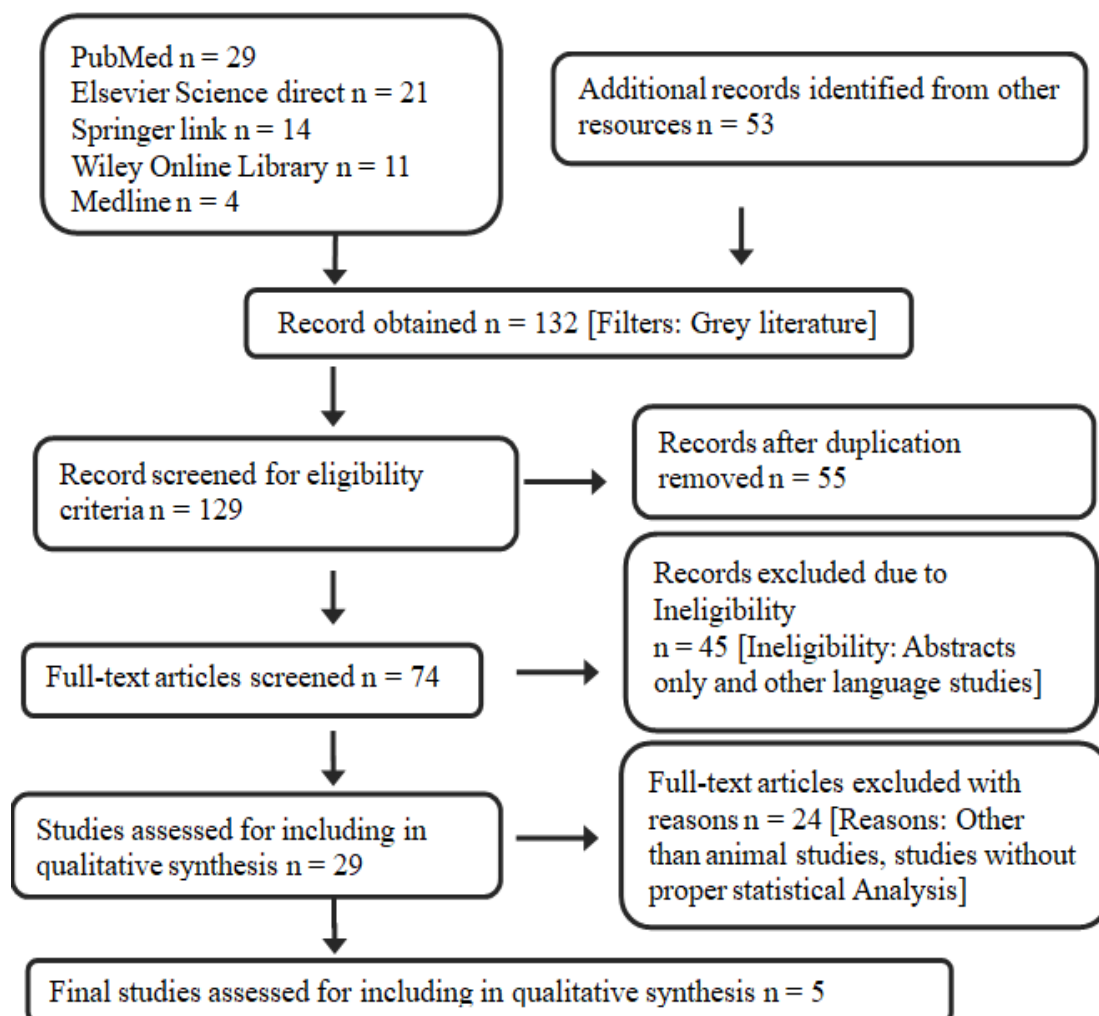 PubMed n = 29
Elsevier Science direct n = 21
Springer link n = 14
Wiley Online Library n = 11
Medline n = 4
Additional records identified from other
resources n = 53
Record obtained n = 132 [Filters: Grey literature]
Record screened for eligibility
criteria n = 129
Records after duplication
removed n = 55
Full-text articles screened n = 74
Records excluded due to
Ineligibility
n = 45 [Ineligibility: Abstracts
only and other language studies]
Studies assessed for including in
qualitative synthesis n = 29
Full-text articles excluded with
reasons n = 24 [Reasons: Other
than animal studies, studies without
proper statistical Analysis]
Final studies assessed for including in qualitative synthesis n = 5